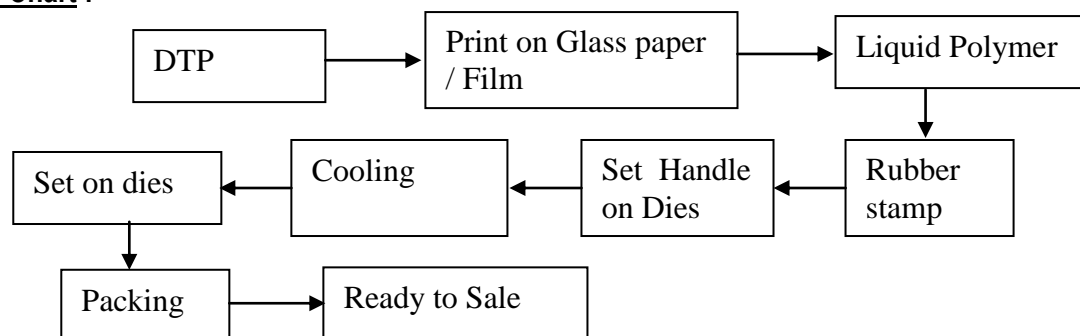 Chart :
DTP
Print on Glass paper
/ Film
Liquid Polymer
Rubber
stamp
Set Handle
on Dies
Cooling
Set on dies
Packing
Ready to Sale